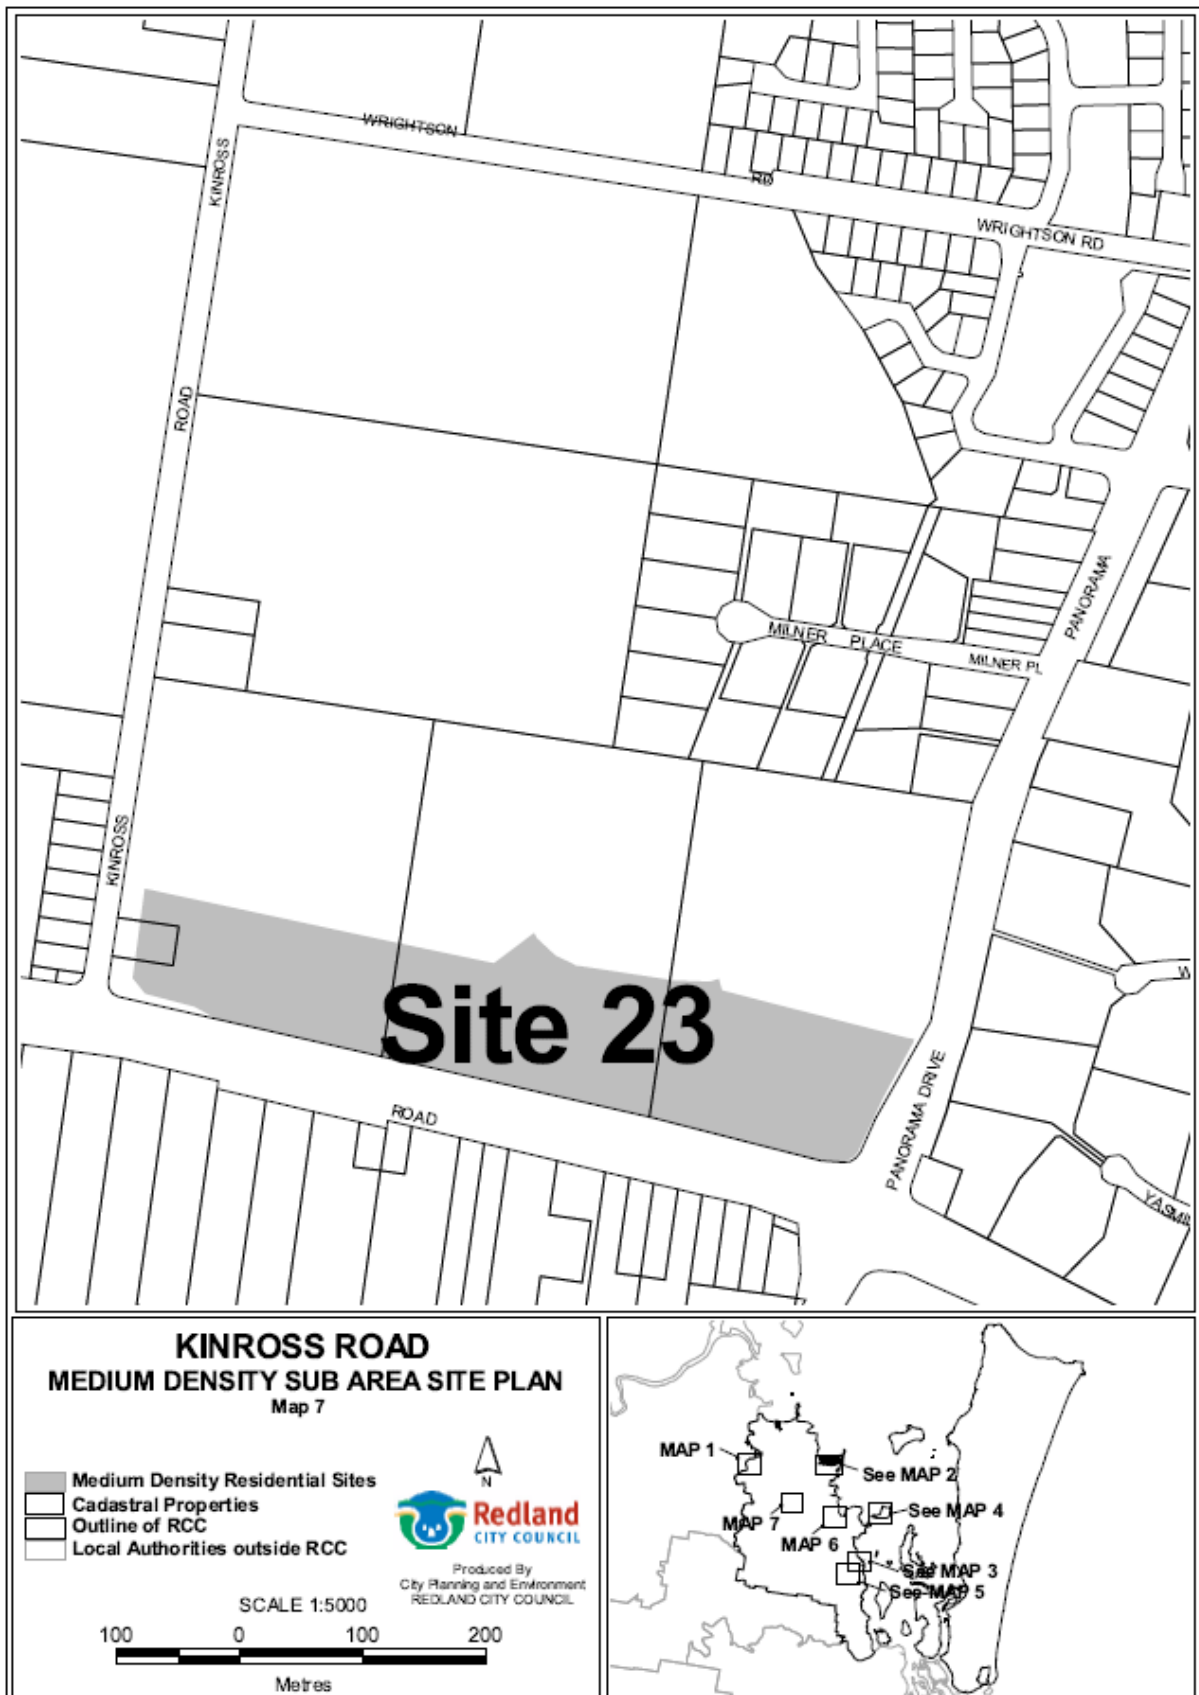 WRIGHTSON
RD
WRIGHTSON RD
KINROSS
ROAD
PANORAMA
MILNER PLACE
MILNER PL
KINROSS
Site 23
ROAD
PANORAMA DRIVE
W
YASMI
KINROSS ROAD
MEDIUM DENSITY SUB AREA SITE PLAN
Map 7
N
Medium Density Residential Sites
Cadastral Properties
Outline of RCC
Local Authorities outside RCC
Redland
CITY COUNCIL
Produced By
City Planning and Environment
REDLAND CITY COUNCIL
SCALE 1:5000
100 0 100 200
Metres
MAP 1
See MAP 2
MAP 7
See MAP 4
MAP 6
See MAP 3
See MAP 5